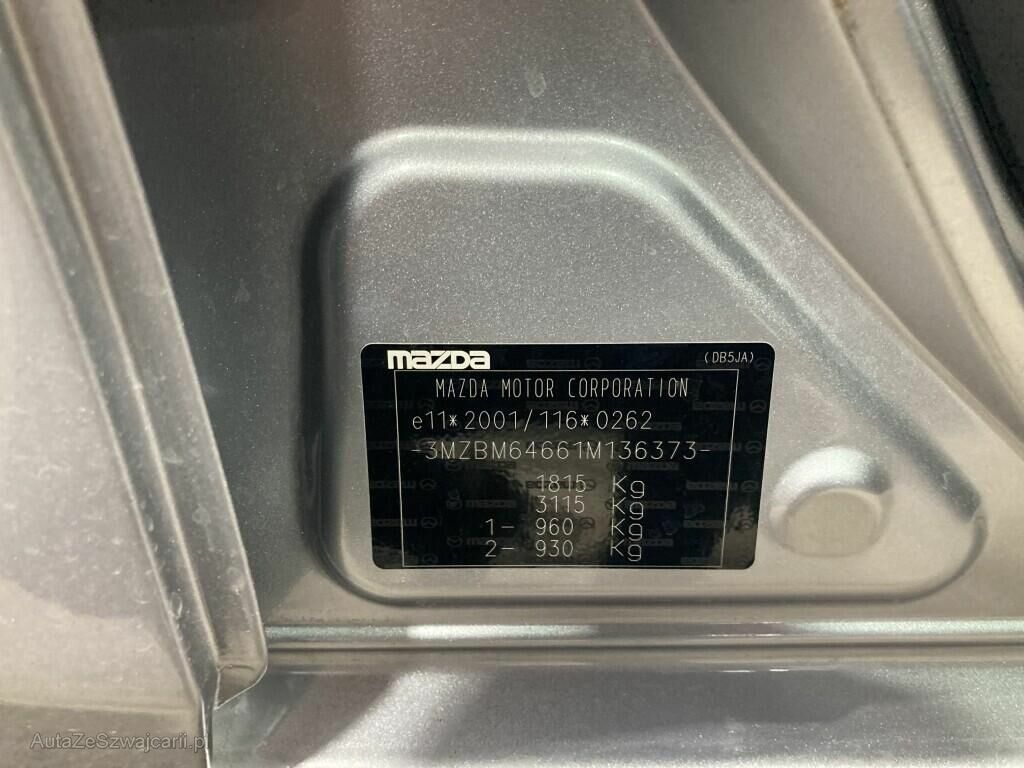 mazda (DB5JA)
MAZDA MOTOR CORPORATION
e11*2001/116*0262
-3MZBM64661M136373-
1815 Kg
3115 Kg
1- 960 Kg
2- 930 Kg
AutaZeSzwajcarii.pl